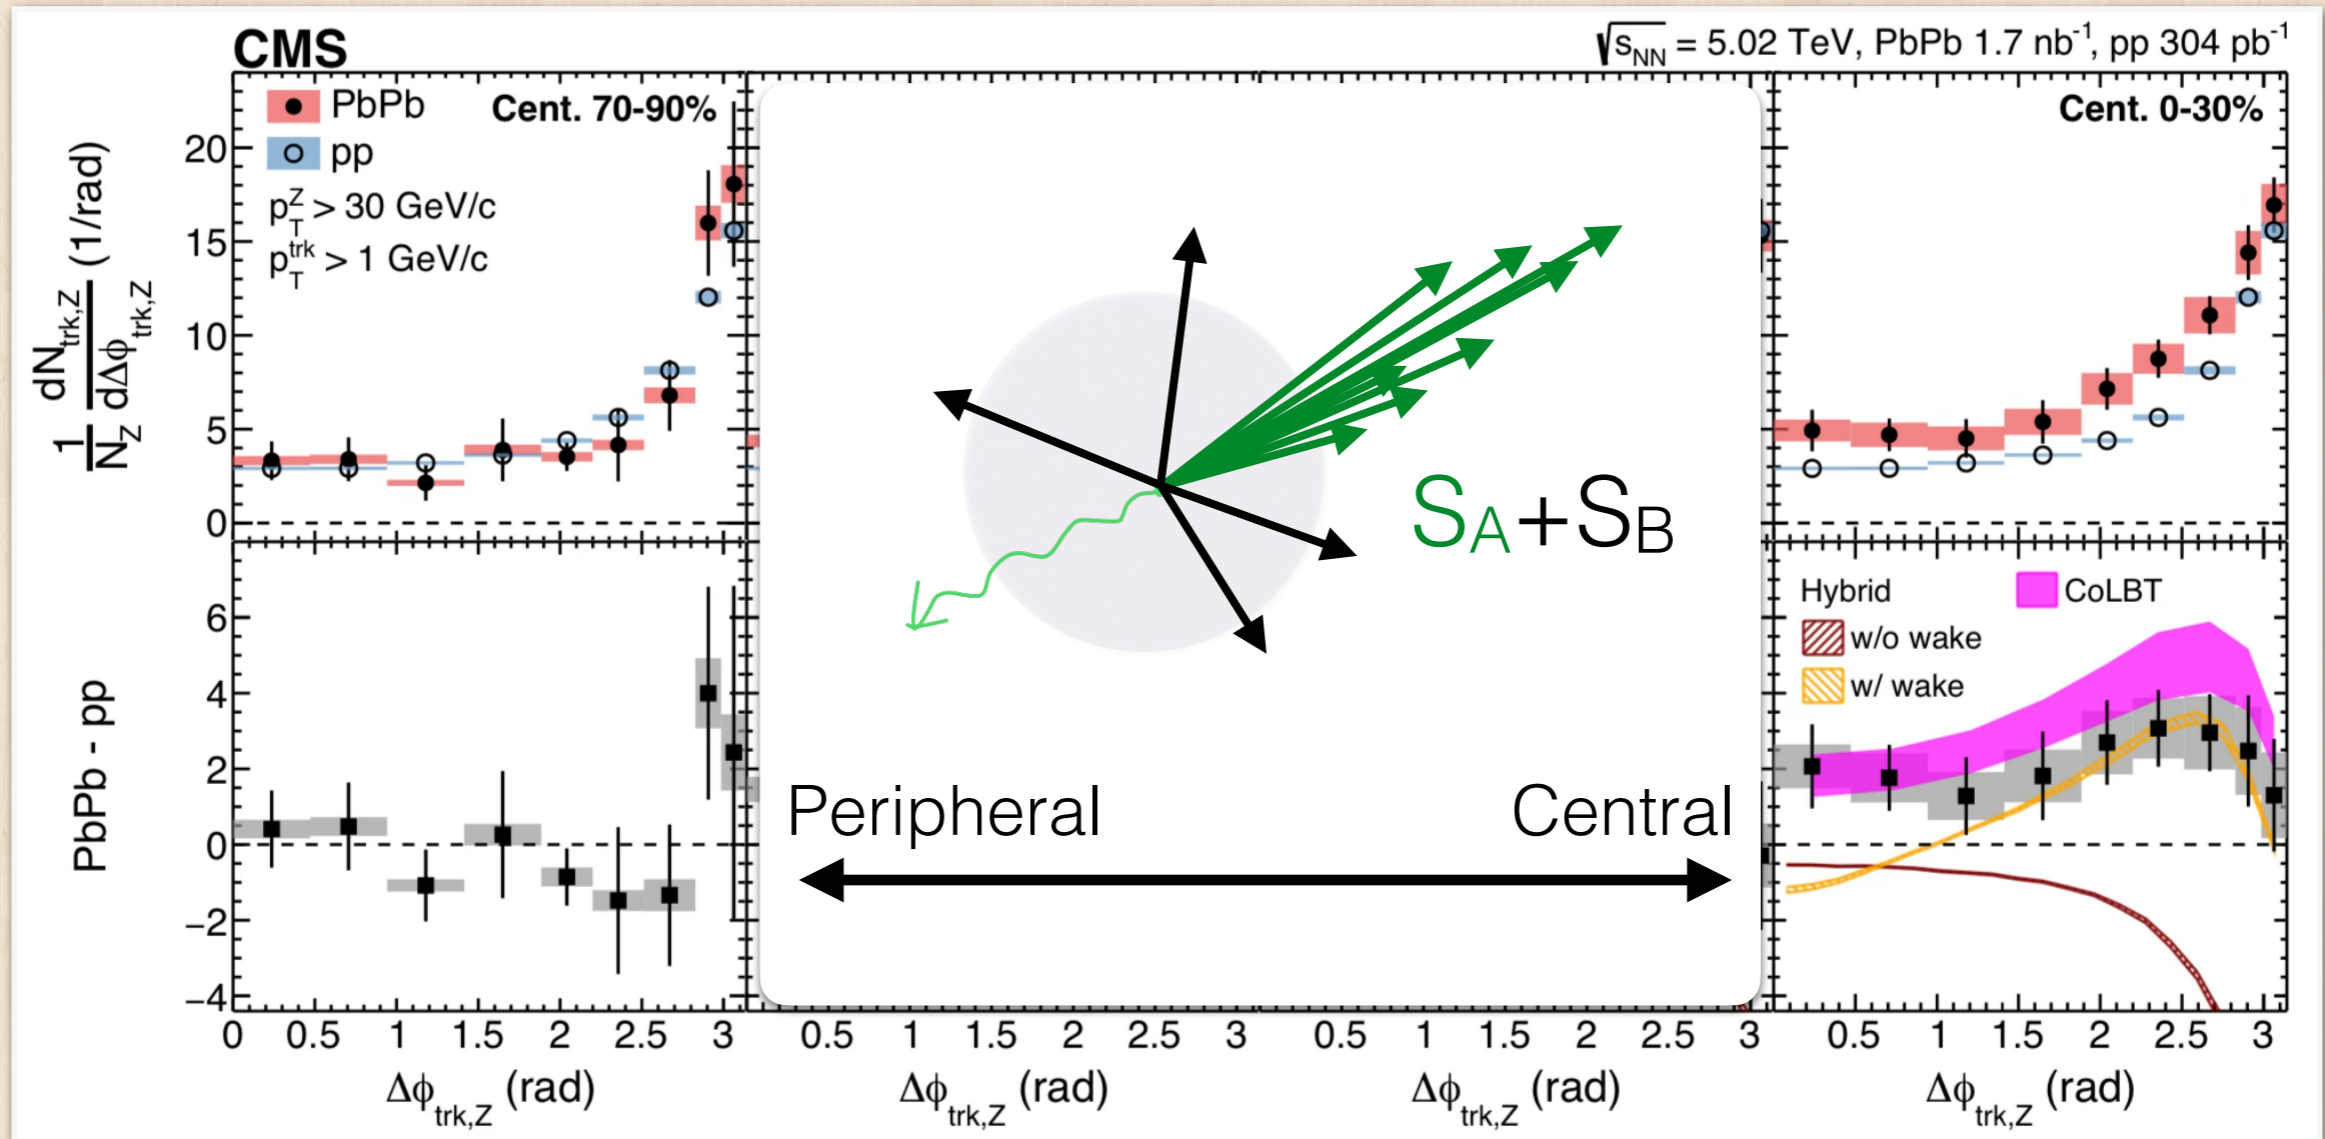 CMS
√sNN = 5.02 TeV, PbPb 1.7 nb-1, pp 304 pb-1
PbPb
pp
pTZ > 30 GeV/c
pTtrk > 1 GeV/c
Cent. 70-90%
Cent. 0-30%
1/NZ dNtrk,Z/dΔϕtrk,Z (1/rad)
20
15
10
5
0
SA+SB
Peripheral
Central
Hybrid
w/o wake
w/ wake
CoLBT
PbPb - pp
6
4
2
0
−2
−4
0 0.5 1 1.5 2 2.5 3
0.5 1 1.5 2 2.5 3
0.5 1 1.5 2 2.5 3
0.5 1 1.5 2 2.5 3
Δϕtrk,Z (rad)
Δϕtrk,Z (rad)
Δϕtrk,Z (rad)
Δϕtrk,Z (rad)